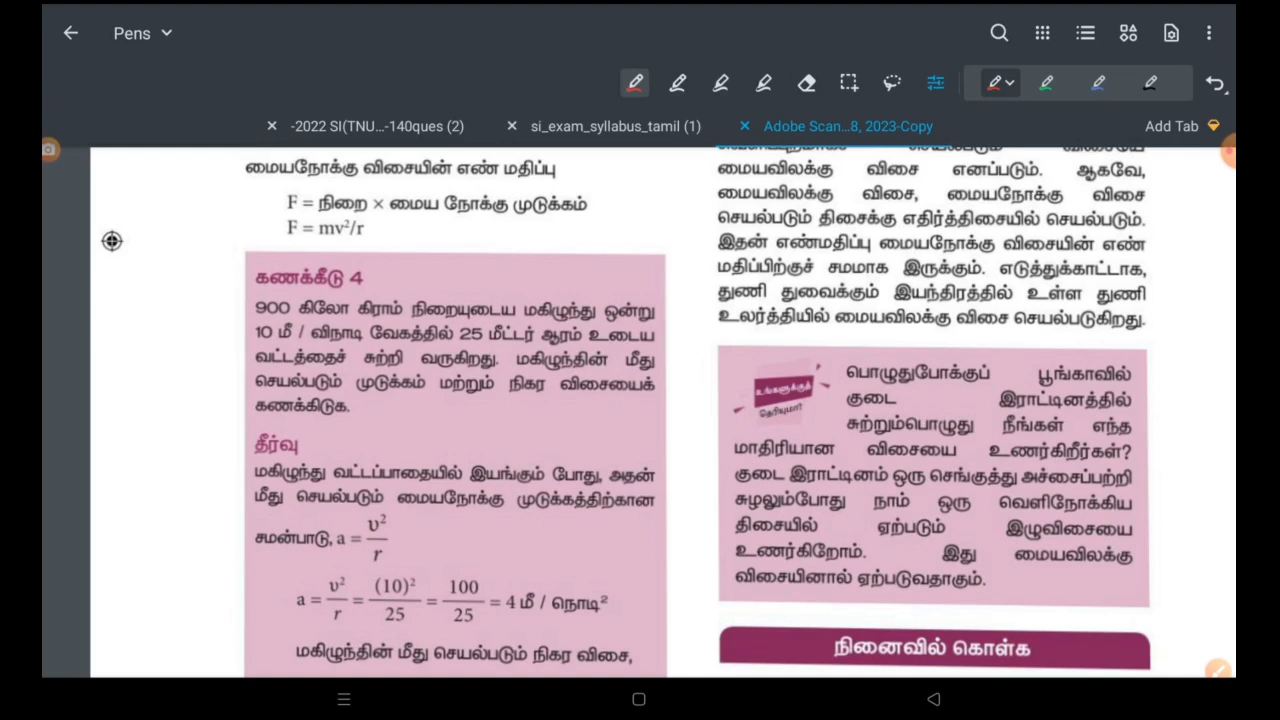 Pens
-2022 SI(TNU...-140ques (2)
si_exam_syllabus_tamil (1)
Adobe Scan...8, 2023-Copy
Add Tab
மையநோக்கு விசையின் எண் மதிப்பு
F = நிறை × மைய நோக்கு முடுக்கம்
F = mv²/r
கணக்கீடு 4
900 கிலோ கிராம் நிறையுடைய மகிழுந்து ஒன்று
10 மீ / விநாடி வேகத்தில் 25 மீட்டர் ஆரம் உடைய
வட்டத்தைச் சுற்றி வருகிறது. மகிழுந்தின் மீது
செயல்படும் முடுக்கம் மற்றும் நிகர விசையைக்
கணக்கிடுக.
தீர்வு
மகிழுந்து வட்டப்பாதையில் இயங்கும் போது, அதன்
மீது செயல்படும் மையநோக்கு முடுக்கத்திற்கான
சமன்பாடு, a = υ²/r
a = υ²/r = (10)²/25 = 100/25 = 4 மீ / நொடி²
மகிழுந்தின் மீது செயல்படும் நிகர விசை,
மையவிலக்கு விசை எனப்படும். ஆகவே,
மையவிலக்கு விசை, மையநோக்கு விசை
செயல்படும் திசைக்கு எதிர்த்திசையில் செயல்படும்.
இதன் எண்மதிப்பு மையநோக்கு விசையின் எண்
மதிப்பிற்குச் சமமாக இருக்கும். எடுத்துக்காட்டாக,
துணி துவைக்கும் இயந்திரத்தில் உள்ள துணி
உலர்த்தியில் மையவிலக்கு விசை செயல்படுகிறது.
உங்களுக்குத்
தெரியுமா?
பொழுதுபோக்குப் பூங்காவில்
குடை இராட்டினத்தில்
சுற்றும்பொழுது நீங்கள் எந்த
மாதிரியான விசையை உணர்கிறீர்கள்?
குடை இராட்டினம் ஒரு செங்குத்து அச்சைப்பற்றி
சுழலும்போது நாம் ஒரு வெளிநோக்கிய
திசையில் ஏற்படும் இழுவிசையை
உணர்கிறோம். இது மையவிலக்கு
விசையினால் ஏற்படுவதாகும்.
நினைவில் கொள்க